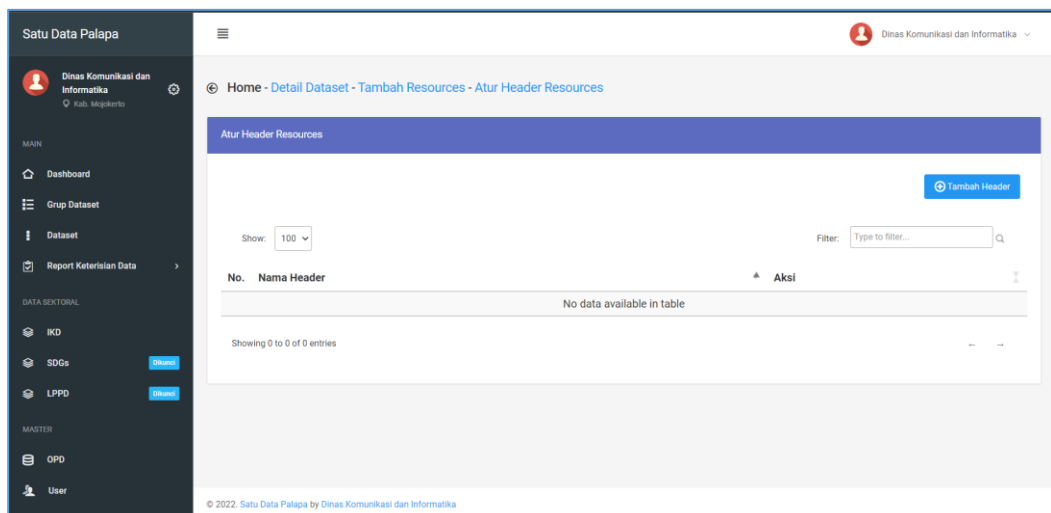 Satu Data Palapa
Dinas Komunikasi dan Informatika
Dinas Komunikasi dan
Informatika
Kab. Mojokerto
MAIN
Dashboard
Grup Dataset
Dataset
Report Keterisian Data
DATA SEKTORAL
IKD
SDGs Dikunci
LPPD Dikunci
MASTER
OPD
User
Home - Detail Dataset - Tambah Resources - Atur Header Resources
Atur Header Resources
Tambah Header
Show: 100
Filter: Type to filter...
No. Nama Header Aksi
No data available in table
Showing 0 to 0 of 0 entries
← →
© 2022. Satu Data Palapa by Dinas Komunikasi dan Informatika